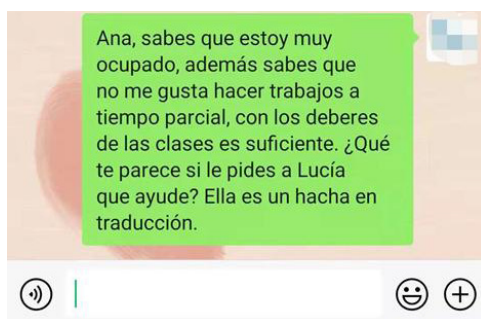 Ana, sabes que estoy muy
ocupado, además sabes que
no me gusta hacer trabajos a
tiempo parcial, con los deberes
de las clases es suficiente. ¿Qué
te parece si le pides a Lucía
que ayude? Ella es un hacha en
traducción.